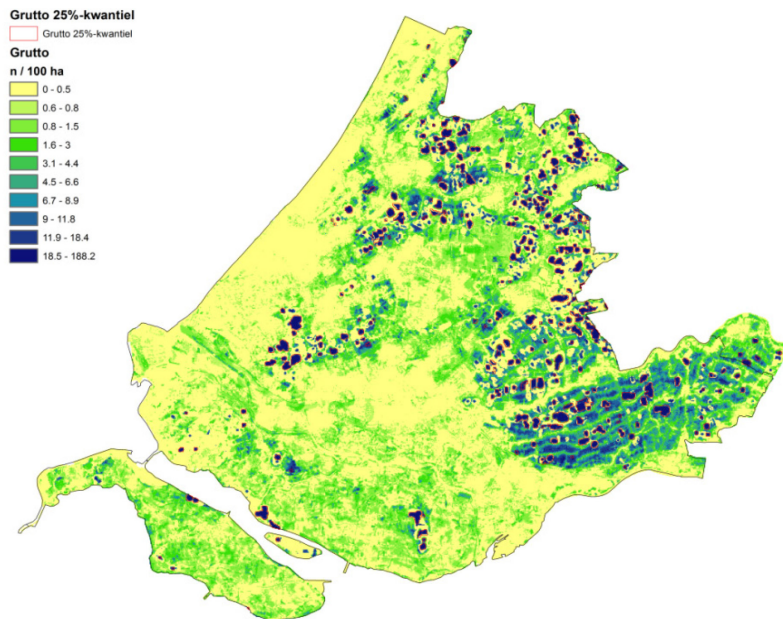 Grutto 25%-kwantiel
Grutto 25%-kwantiel
Grutto
n / 100 ha
0 - 0.5
0.6 - 0.8
0.8 - 1.5
1.6 - 3
3.1 - 4.4
4.5 - 6.6
6.7 - 8.9
9 - 11.8
11.9 - 18.4
18.5 - 188.2